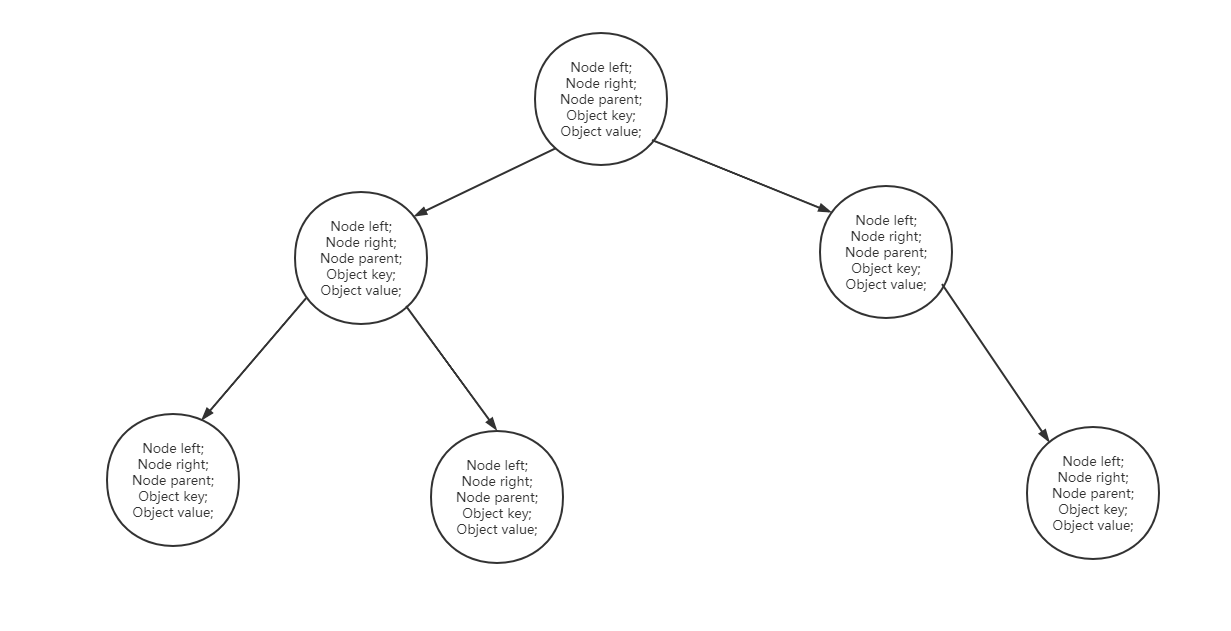 Node left;
Node right;
Node parent;
Object key;
Object value;
Node left;
Node right;
Node parent;
Object key;
Object value;
Node left;
Node right;
Node parent;
Object key;
Object value;
Node left;
Node right;
Node parent;
Object key;
Object value;
Node left;
Node right;
Node parent;
Object key;
Object value;
Node left;
Node right;
Node parent;
Object key;
Object value;